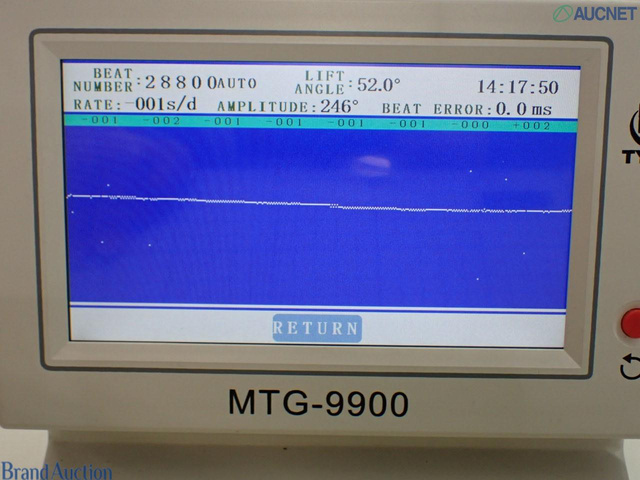 AUCNET
BEAT NUMBER:28800AUTO LIFT ANGLE:52.0° 14:17:50
RATE:-001s/d AMPLITUDE:246° BEAT ERROR:0.0ms
-001 -002 -001 -001 -001 -001 -000 +002
RETURN
MTG-9900
Brand Auction